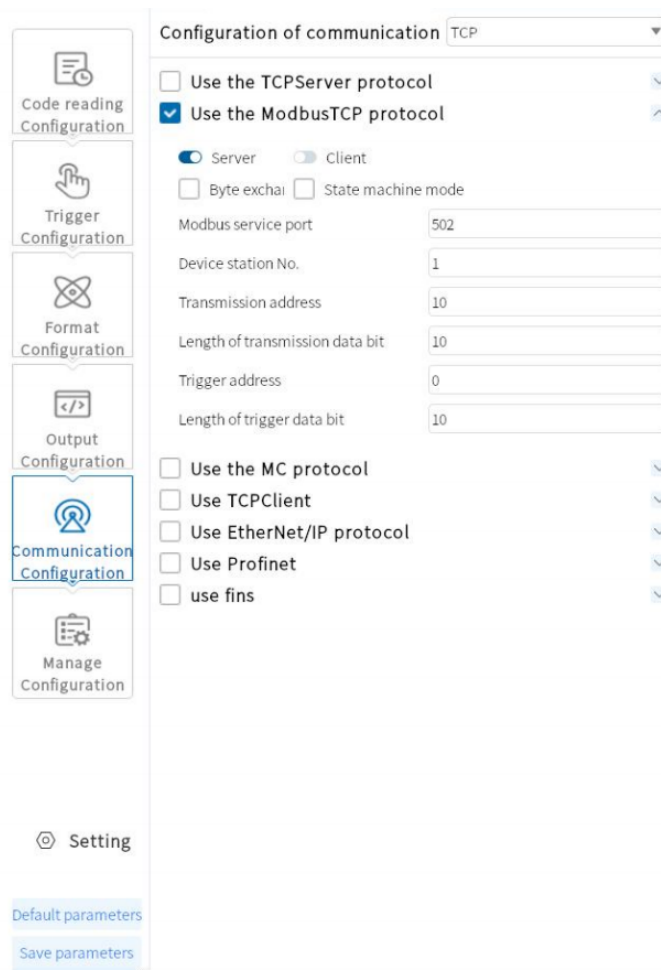 Configuration of communication TCP
Code reading
Configuration
Trigger
Configuration
Format
Configuration
</>
Output
Configuration
Communication
Configuration
Manage
Configuration
Setting
Default parameters
Save parameters
Use the TCPServer protocol
Use the ModbusTCP protocol
Server Client
Byte exchai State machine mode
Modbus service port 502
Device station No. 1
Transmission address 10
Length of transmission data bit 10
Trigger address 0
Length of trigger data bit 10
Use the MC protocol
Use TCPClient
Use EtherNet/IP protocol
Use Profinet
use fins